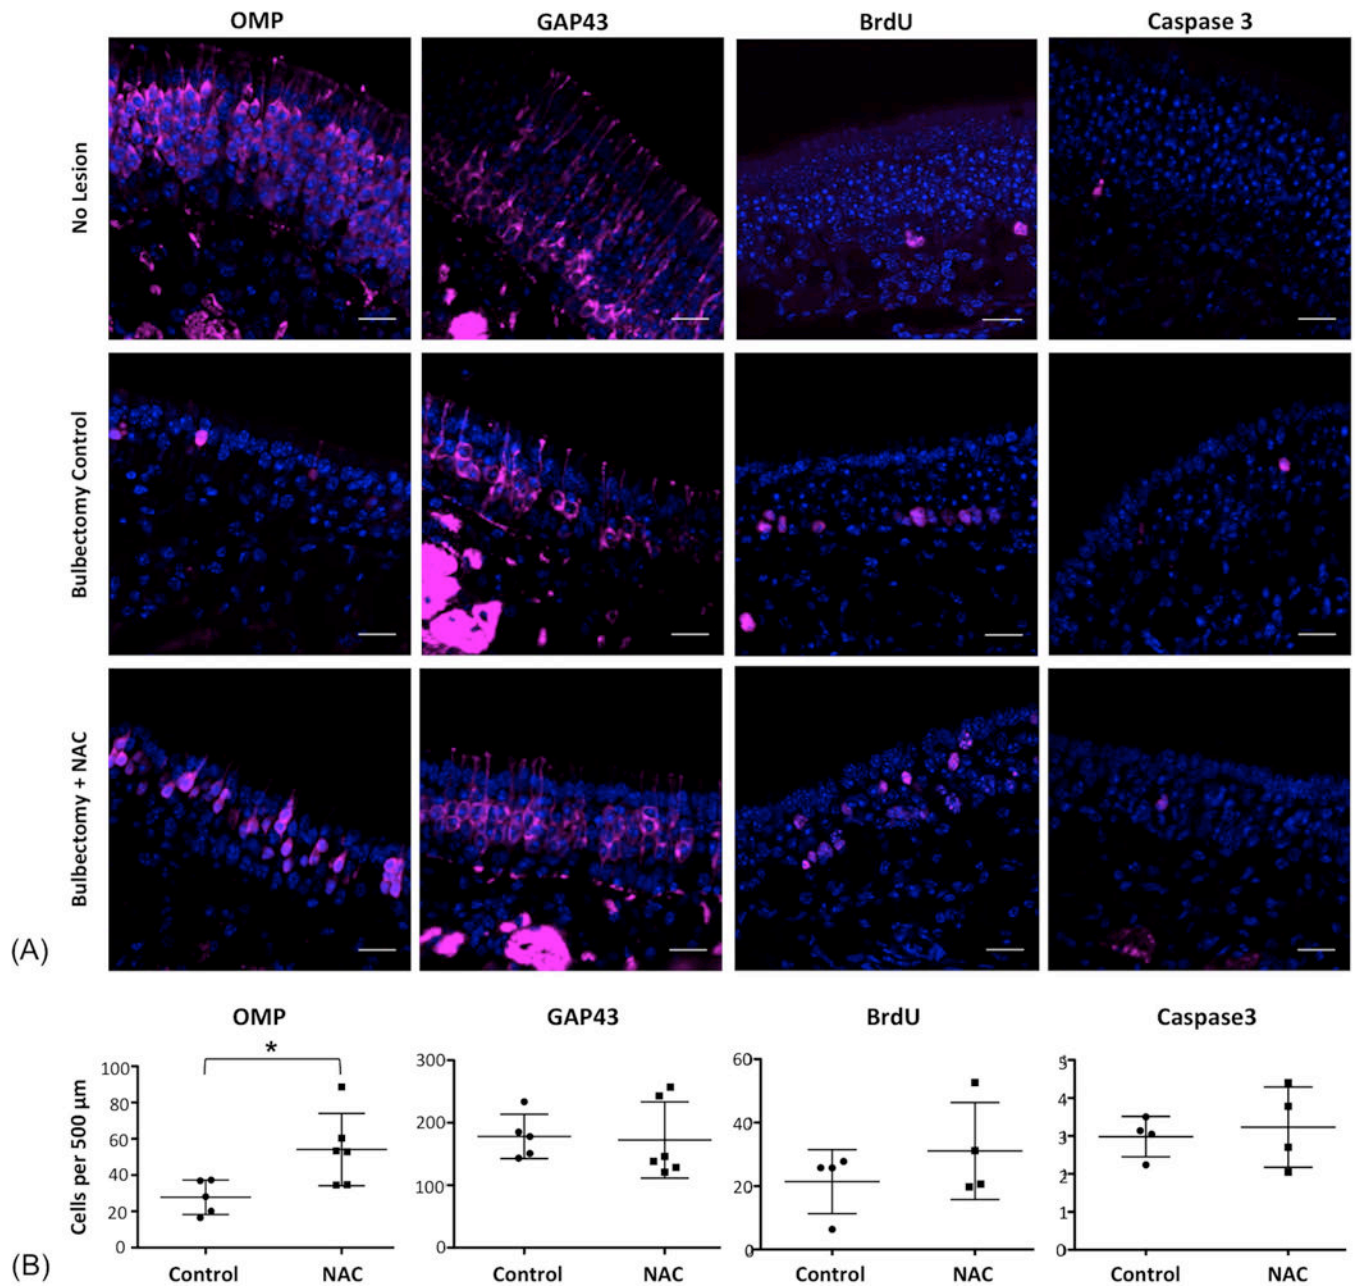 OMP GAP43 BrdU Caspase 3
No Lesion
Bulbectomy Control
Bulbectomy + NAC
(A)
OMP GAP43 BrdU Caspase3
Cells per 500 µm
100
80
60
40
20
0
*
Control NAC
300
200
100
0
Control NAC
60
40
20
0
Control NAC
5
4
3
2
1
0
Control NAC
(B)